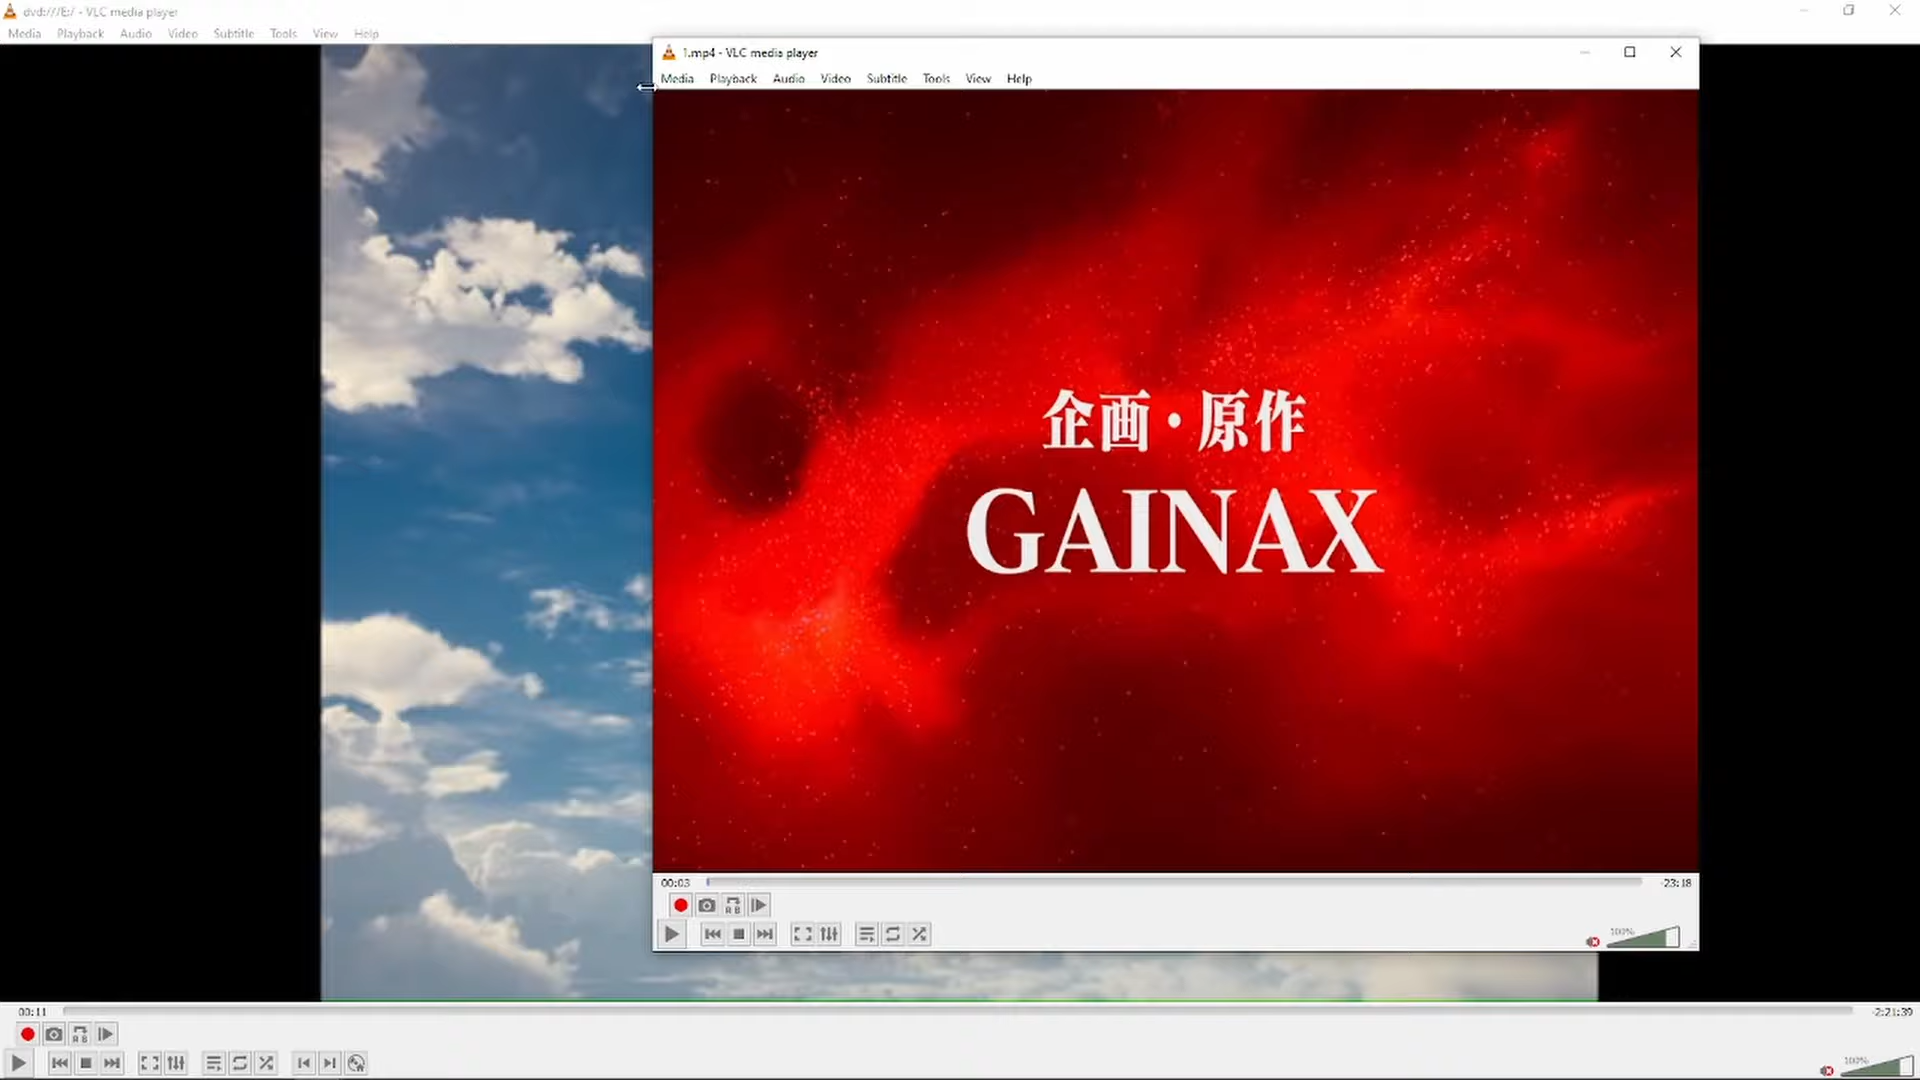 dvd:///E:/ - VLC media player
Media Playback Audio Video Subtitle Tools View Help
1.mp4 - VLC media player
Media Playback Audio Video Subtitle Tools View Help
企画・原作
GAINAX
00:03
-23:18
100%
00:11
-2:21:39
100%